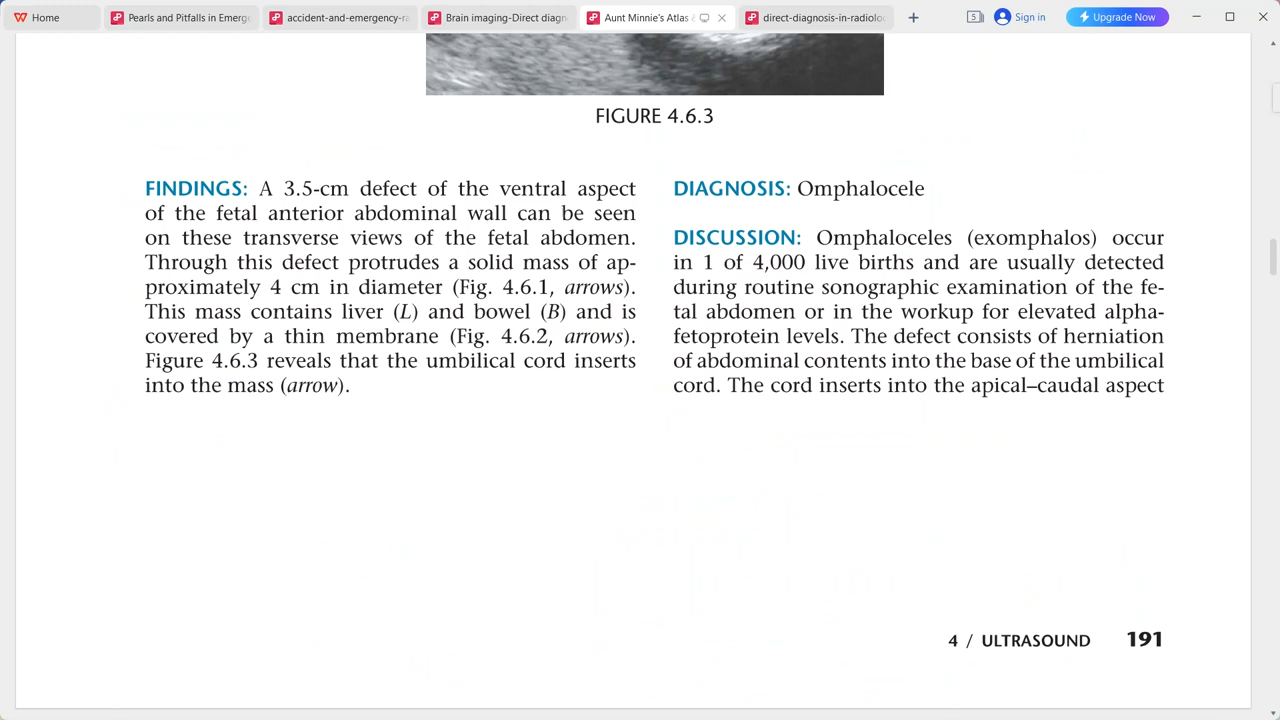 Home
Pearls and Pitfalls in Emerg
accident-and-emergency-ra
Brain imaging-Direct diagn
Aunt Minnie's Atlas
direct-diagnosis-in-radiolo
5
Sign in
Upgrade Now
FIGURE 4.6.3
FINDINGS: A 3.5-cm defect of the ventral aspect
of the fetal anterior abdominal wall can be seen
on these transverse views of the fetal abdomen.
Through this defect protrudes a solid mass of ap-
proximately 4 cm in diameter (Fig. 4.6.1, arrows).
This mass contains liver (L) and bowel (B) and is
covered by a thin membrane (Fig. 4.6.2, arrows).
Figure 4.6.3 reveals that the umbilical cord inserts
into the mass (arrow).
DIAGNOSIS: Omphalocele
DISCUSSION: Omphaloceles (exomphalos) occur
in 1 of 4,000 live births and are usually detected
during routine sonographic examination of the fe-
tal abdomen or in the workup for elevated alpha-
fetoprotein levels. The defect consists of herniation
of abdominal contents into the base of the umbilical
cord. The cord inserts into the apical–caudal aspect
4 / ULTRASOUND 191